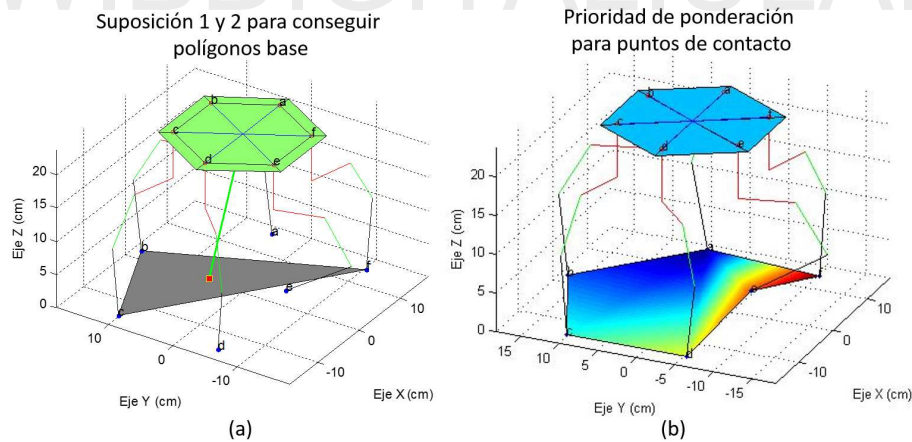 Suposición 1 y 2 para conseguir
polígonos base
Prioridad de ponderación
para puntos de contacto
b
a
c
f
d
e
20
15
10
5
0
Eje Z (cm)
b
a
f
e
c
d
10
0
-10
Eje Y (cm)
10
0
-10
Eje X (cm)
(a)
b
a
c
f
d
e
20
15
10
5
0
Eje Z (cm)
a
b
e
f
c
d
15
10
5
0
-5
-10
-15
Eje Y (cm)
10
0
-10
Eje X (cm)
(b)